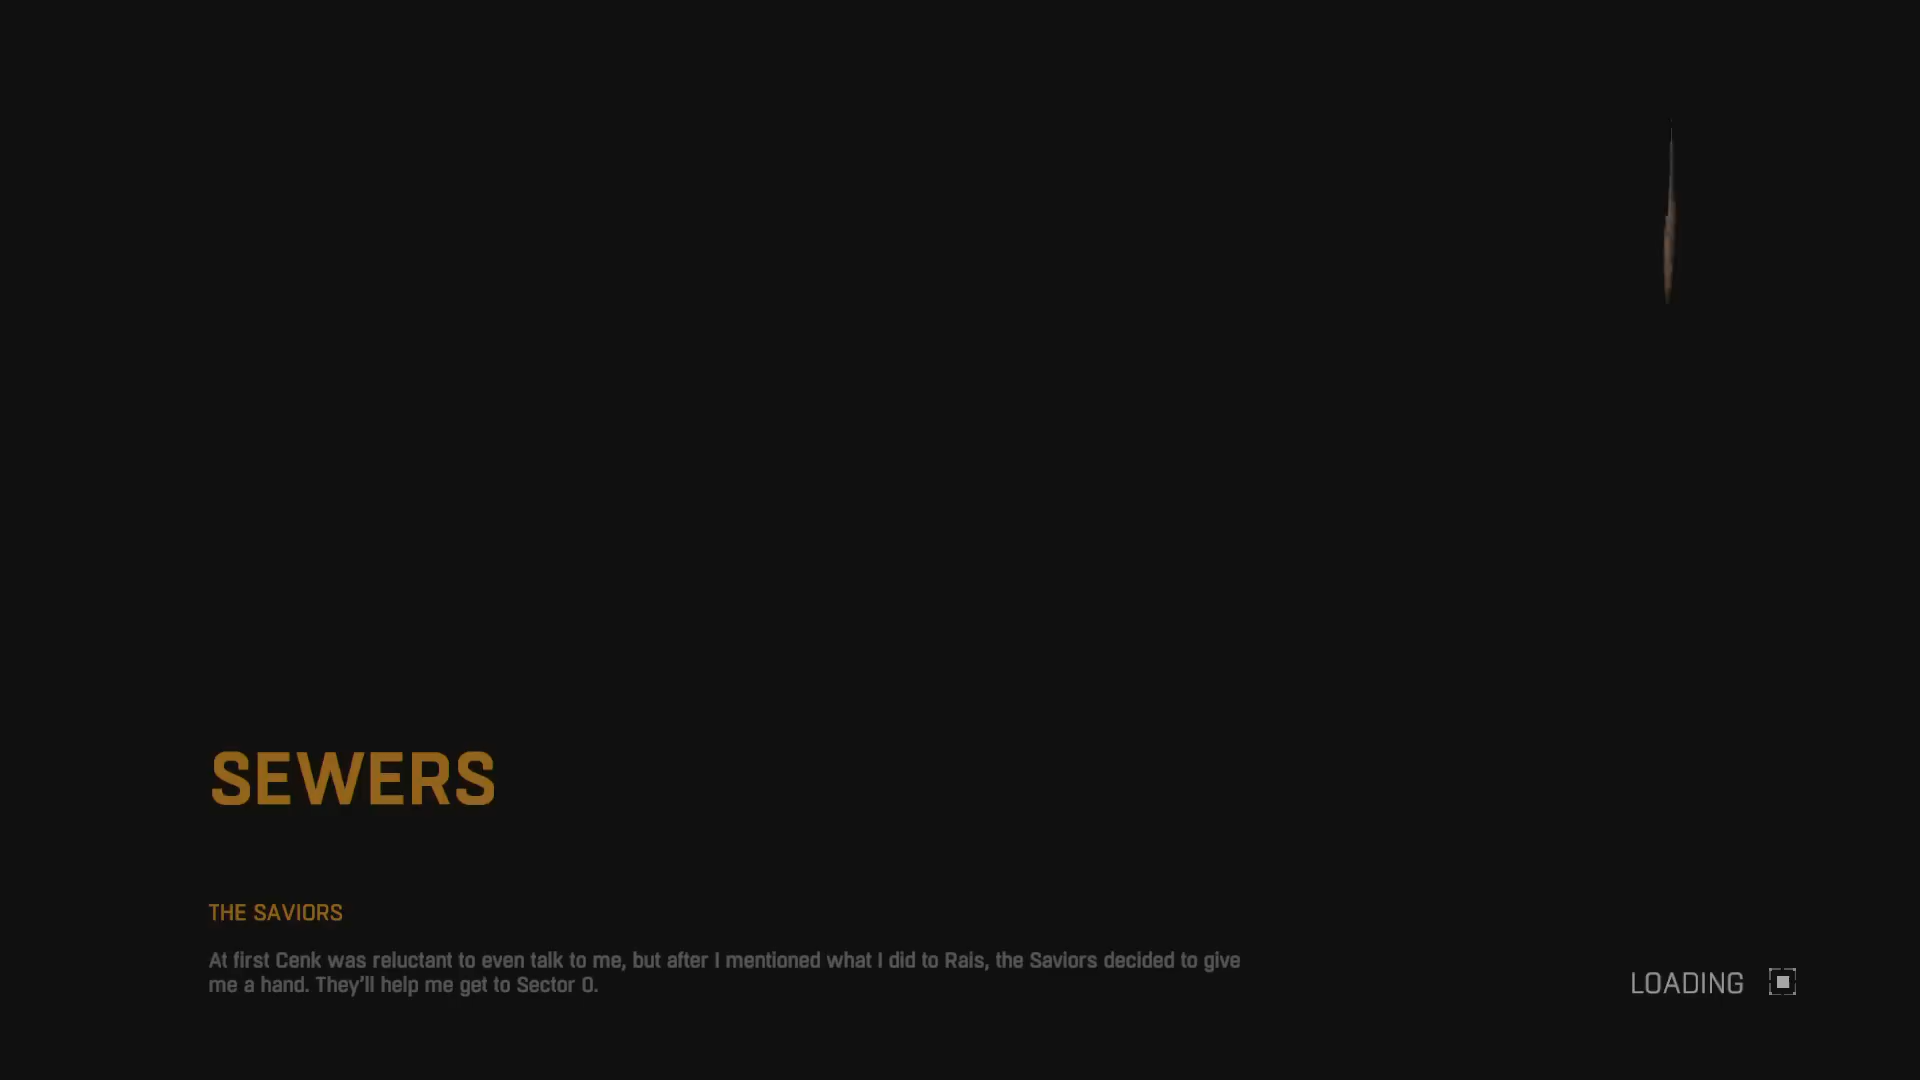 SEWERS
THE SAVIORS
At first Cenk was reluctant to even talk to me, but after I mentioned what I did to Rais, the Saviors decided to give
me a hand. They'll help me get to Sector 0.
LOADING